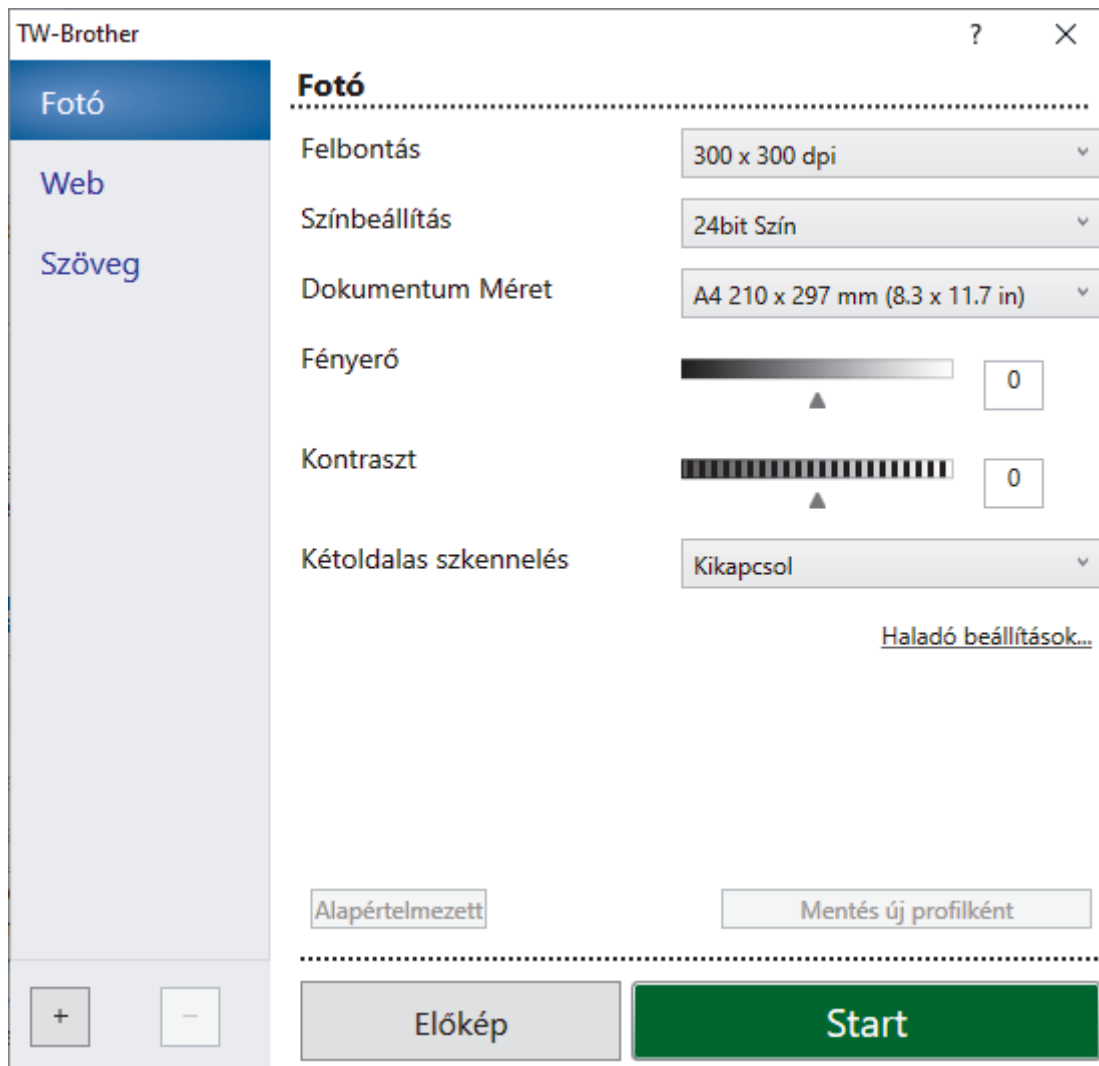 TW-Brother
?
Fotó
Web
Szöveg
Fotó
Felbontás
300 x 300 dpi
Színbeállítás
24bit Szín
Dokumentum Méret
A4 210 x 297 mm (8.3 x 11.7 in)
Fényerő
0
Kontraszt
0
Kétoldalas szkennelés
Kikapcsol
Haladó beállítások...
Alapértelmezett
Mentés új profilként
+
−
Előkép
Start